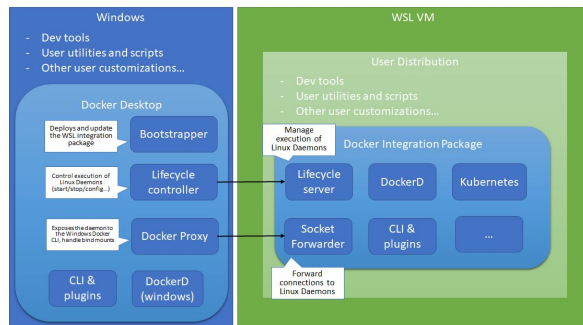 Windows
- Dev tools
- User utilities and scripts
- Other user customizations...
Docker Desktop
Deploys and update
the WSL integration
package
Bootstrapper
Control execution of
Linux Daemons
(start/stop/config...)
Lifecycle
controller
Exposes the daemon to
the Windows Docker
CLI, handle bind mounts
Docker Proxy
CLI &
plugins
DockerD
(windows)
WSL VM
User Distribution
- Dev tools
- User utilities and scripts
- Other user customizations...
Manage
execution of
Linux Daemons
Docker Integration Package
Lifecycle
server
DockerD
Kubernetes
Socket
Forwarder
CLI &
plugins
...
Forward
connections to
Linux Daemons